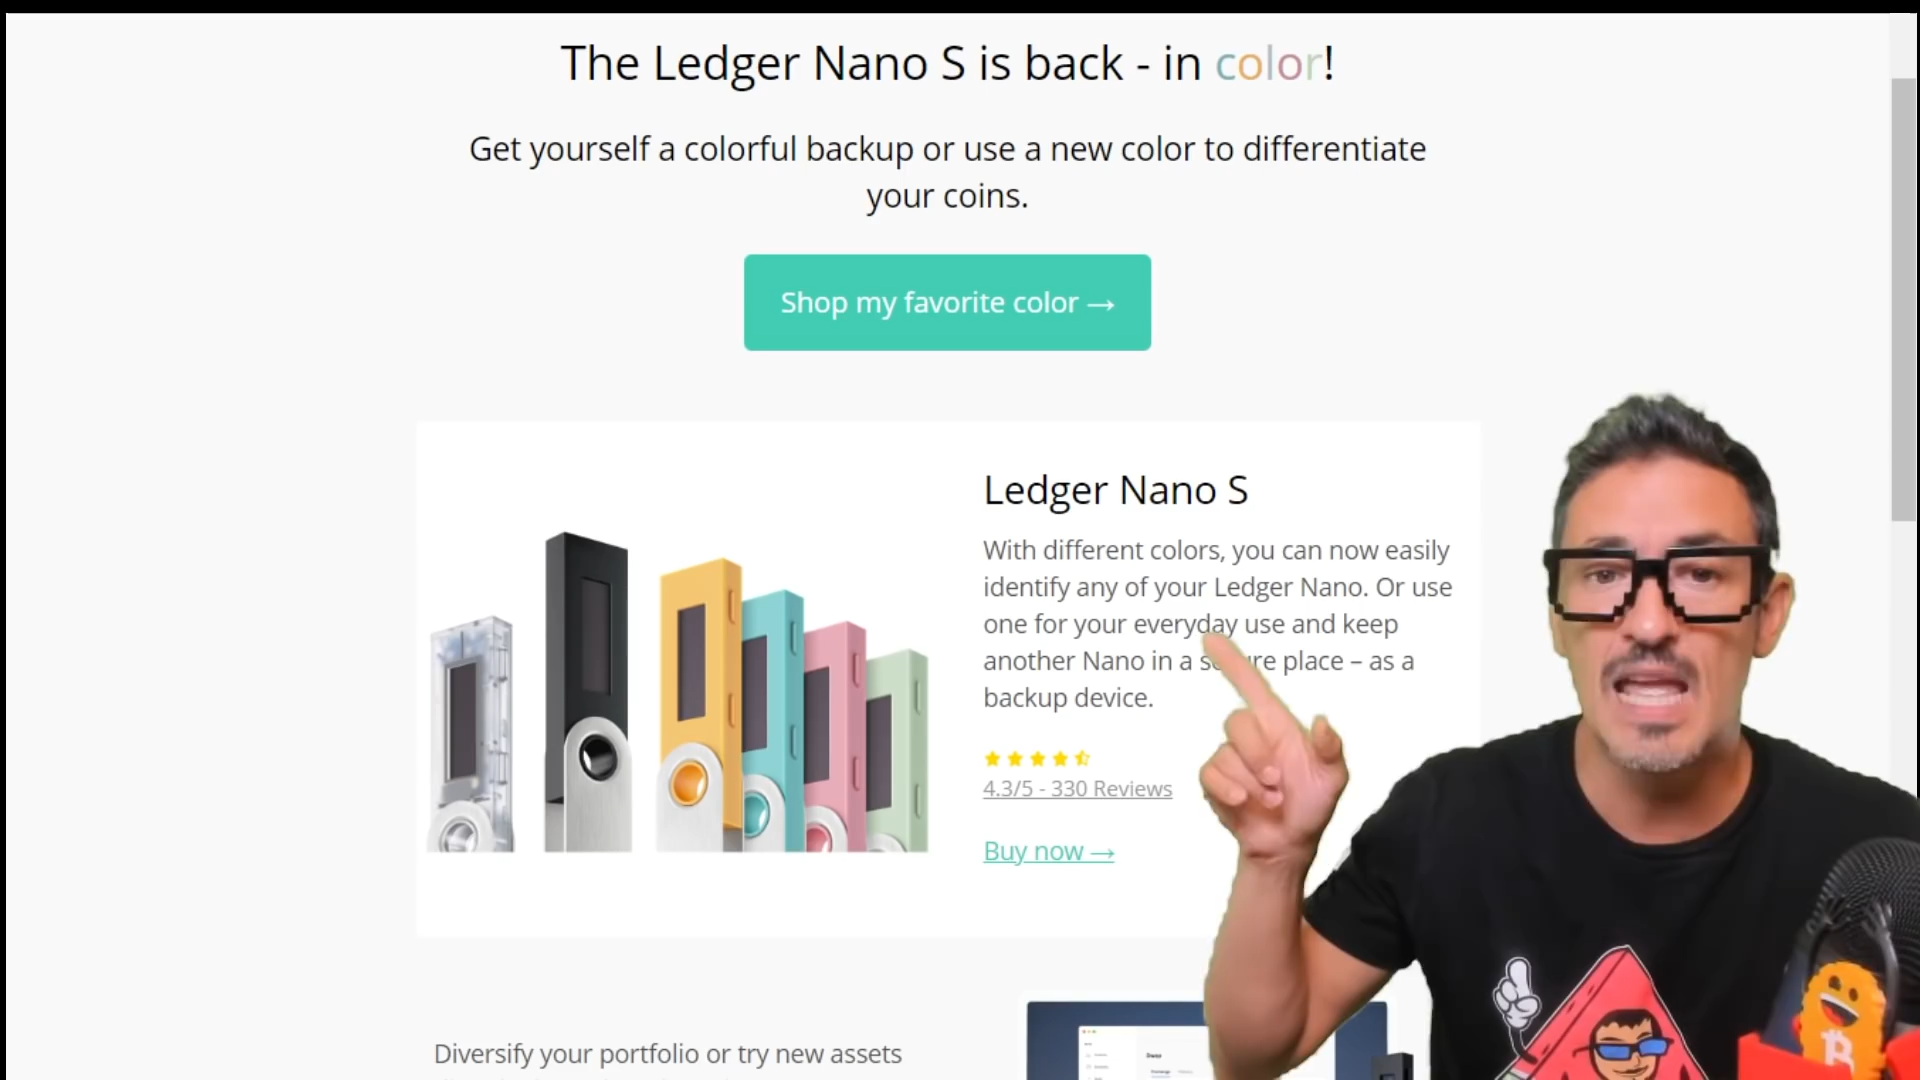 The Ledger Nano S is back - in color!
Get yourself a colorful backup or use a new color to differentiate
your coins.
Shop my favorite color →
Ledger Nano S
With different colors, you can now easily
identify any of your Ledger Nano. Or use
one for your everyday use and keep
another Nano in a place – as a
backup device.
4.3/5 - 330 Reviews
Buy now →
Diversify your portfolio or try new assets